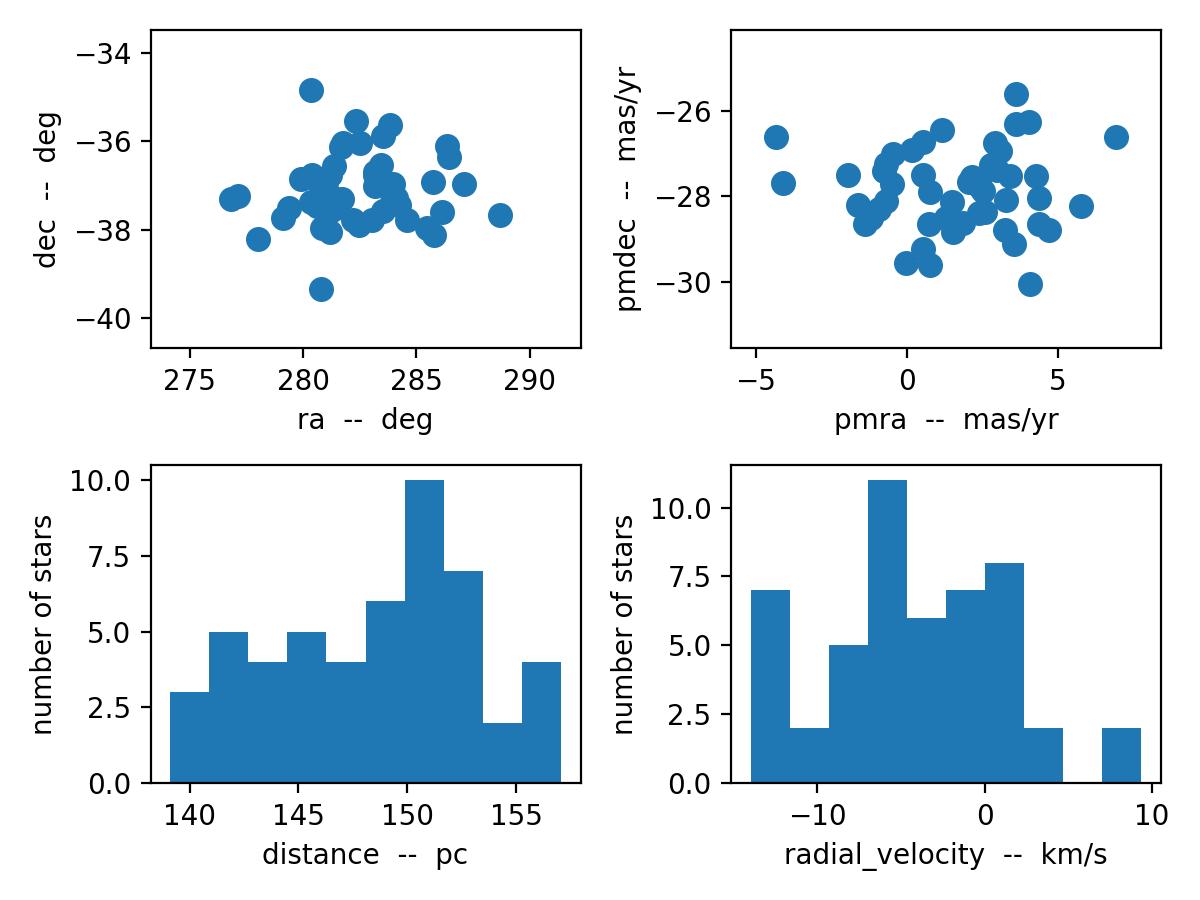 −34
−36
−38
−40
dec -- deg
275 280 285 290
ra -- deg
−26
−28
−30
pmdec -- mas/yr
−5 0 5
pmra -- mas/yr
10.0
7.5
5.0
2.5
0.0
number of stars
140 145 150 155
distance -- pc
10.0
7.5
5.0
2.5
0.0
number of stars
−10 0 10
radial_velocity -- km/s